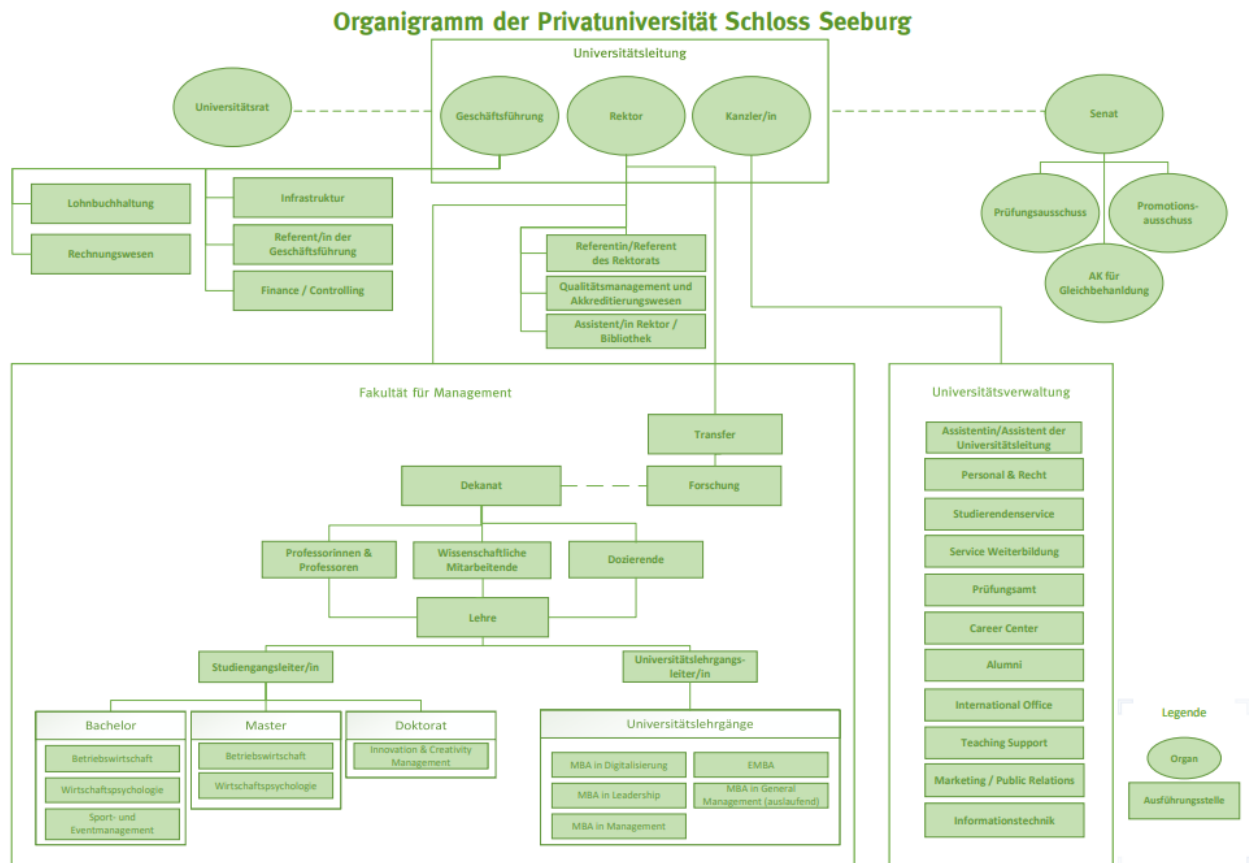 Organigramm der Privatuniversität Schloss Seeburg
Universitätsleitung
Universitätsrat
Geschäftsführung
Rektor
Kanzler/in
Senat
Lohnbuchhaltung
Rechnungswesen
Infrastruktur
Referent/in der
Geschäftsführung
Finance / Controlling
Referentin/Referent
des Rektorats
Qualitätsmanagement und
Akkreditierungswesen
Assistent/in Rektor /
Bibliothek
Prüfungsausschuss
Promotions-
ausschuss
AK für
Gleichbehanldung
Fakultät für Management
Transfer
Dekanat
Forschung
Professorinnen &
Professoren
Wissenschaftliche
Mitarbeitende
Dozierende
Lehre
Studiengangsleiter/in
Universitätslehrgangs-
leiter/in
Bachelor
Betriebswirtschaft
Wirtschaftspsychologie
Sport- und
Eventmanagement
Master
Betriebswirtschaft
Wirtschaftspsychologie
Doktorat
Innovation & Creativity
Management
Universitätslehrgänge
MBA in Digitalisierung
EMBA
MBA in Leadership
MBA in General
Management (auslaufend)
MBA in Management
Universitätsverwaltung
Assistentin/Assistent der
Universitätsleitung
Personal & Recht
Studierendenservice
Service Weiterbildung
Prüfungsamt
Career Center
Alumni
International Office
Teaching Support
Marketing / Public Relations
Informationstechnik
Legende
Organ
Ausführungsstelle